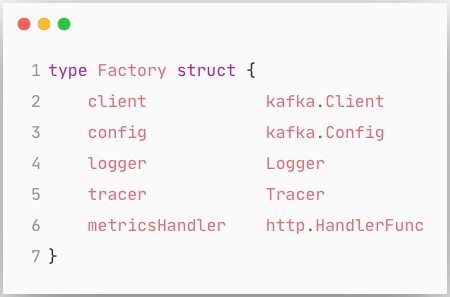 1 type Factory struct {
2     client            kafka.Client
3     config            kafka.Config
4     logger            Logger
5     tracer            Tracer
6     metricsHandler    http.HandlerFunc
7 }